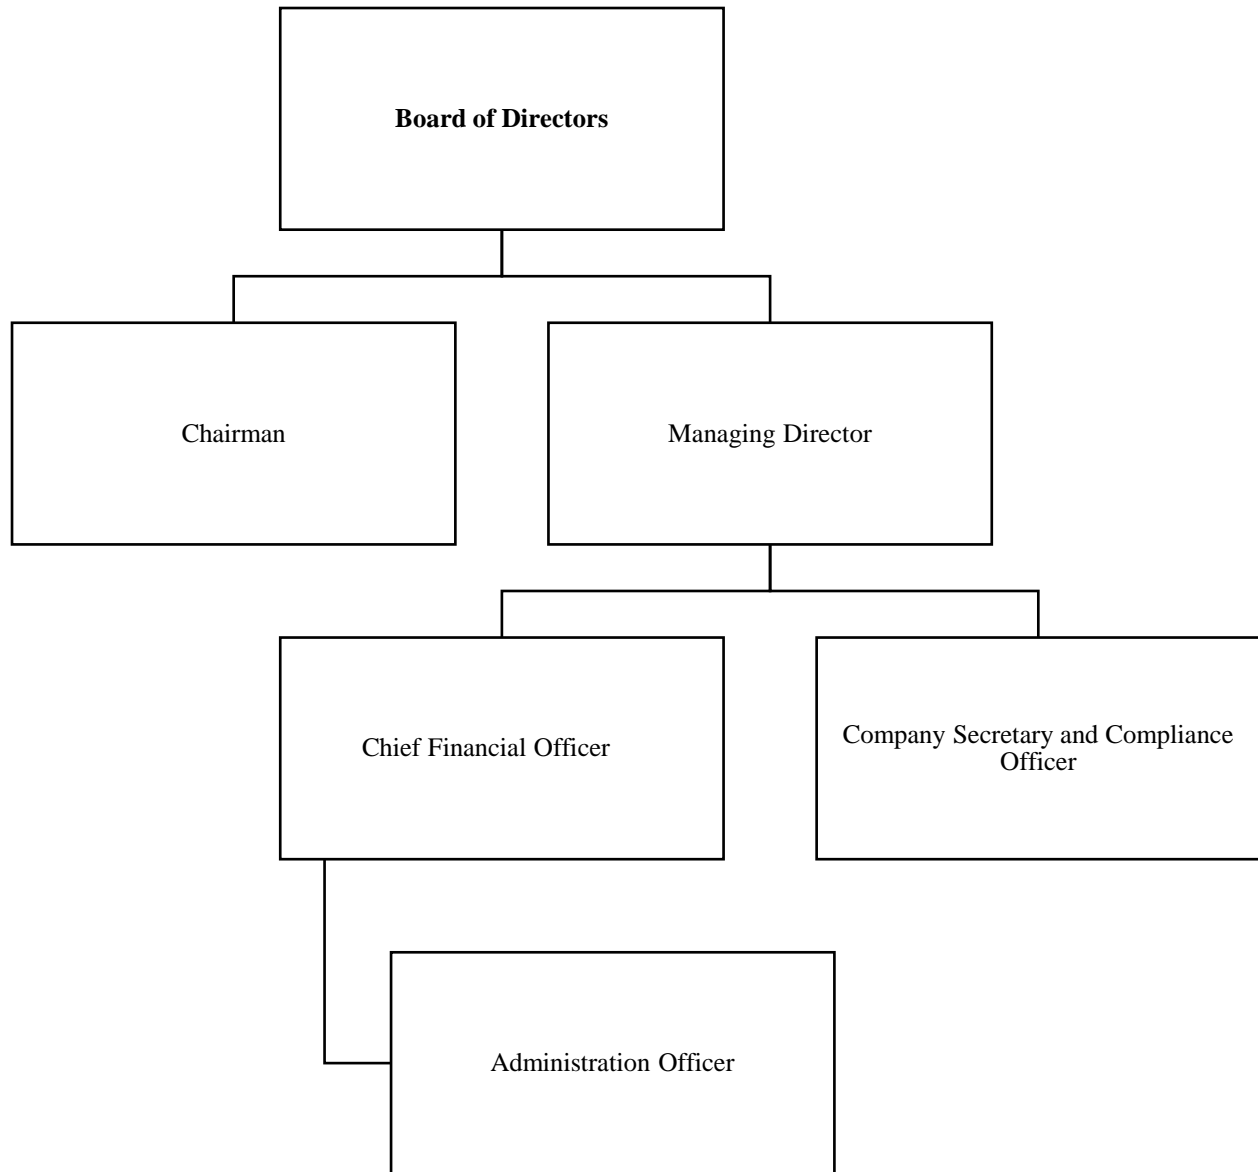 Board of Directors
Chairman
Managing Director
Chief Financial Officer
Company Secretary and Compliance
Officer
Administration Officer